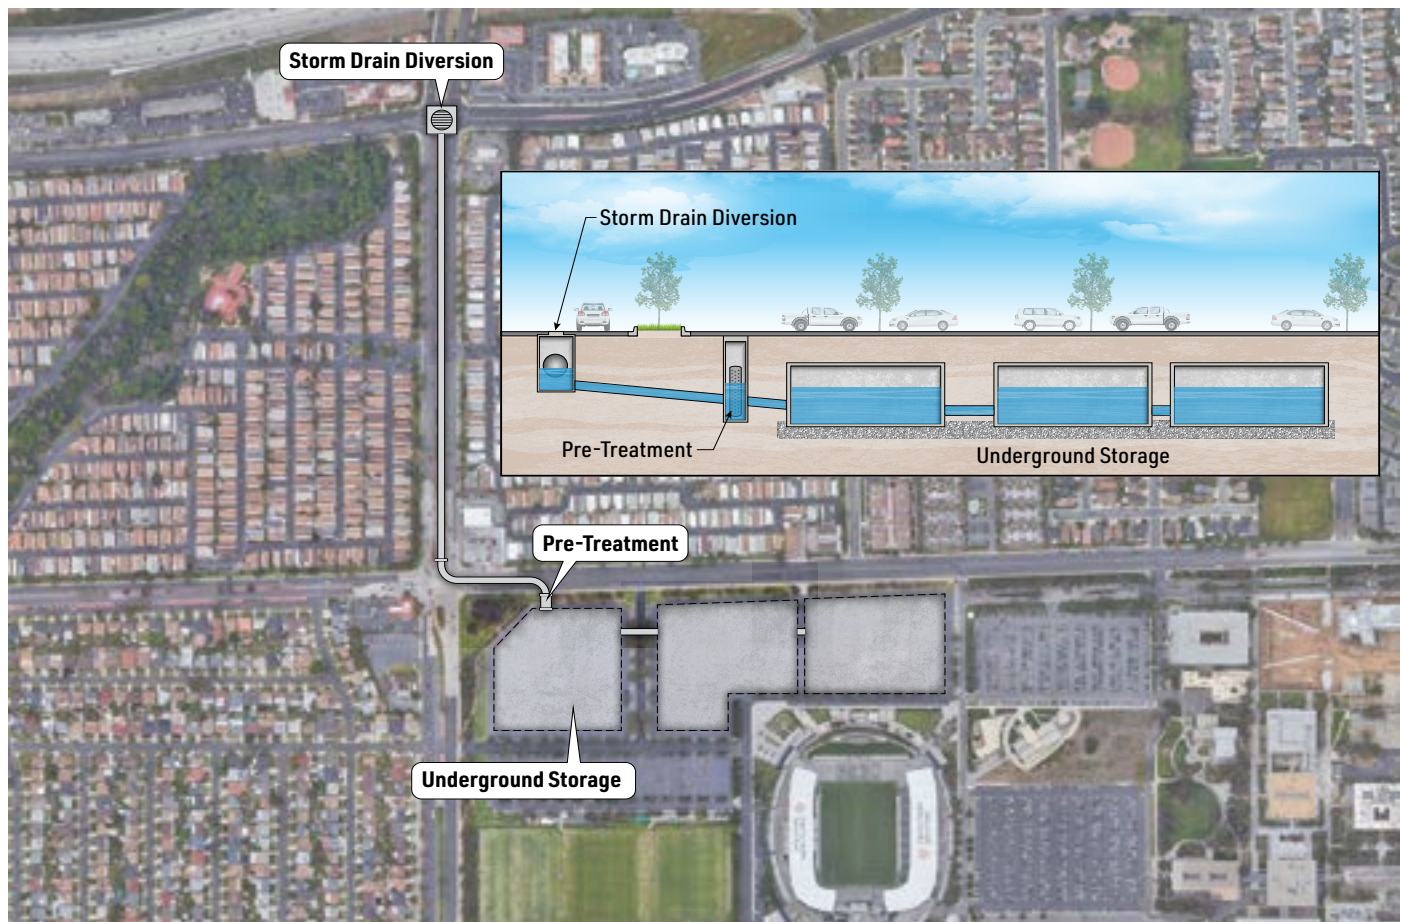 Storm Drain Diversion
Storm Drain Diversion
Pre-Treatment
Underground Storage
Pre-Treatment
Underground Storage